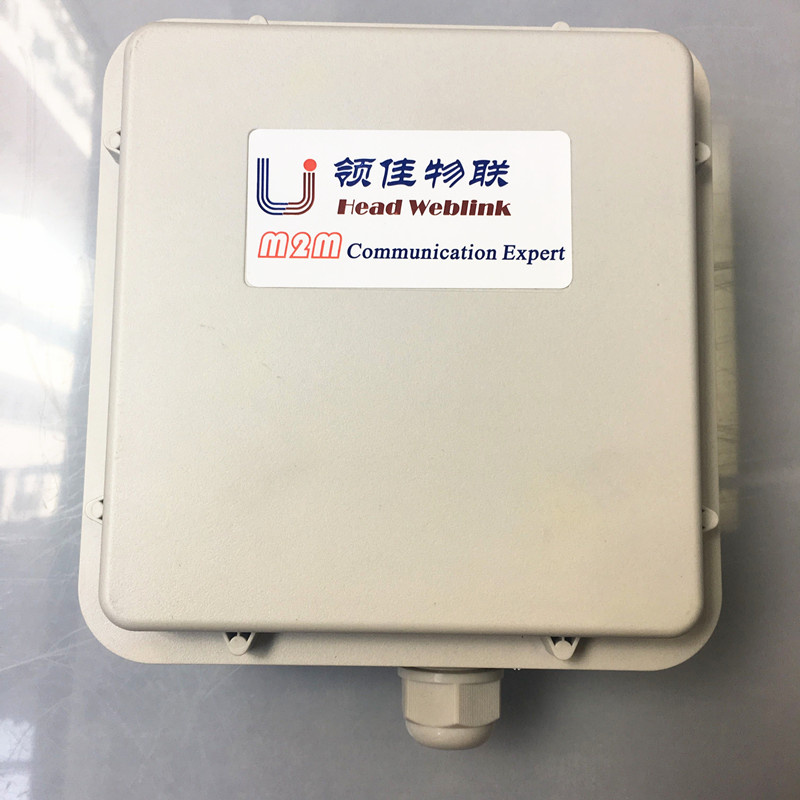 领佳物联
Head Weblink
M2M Communication Expert